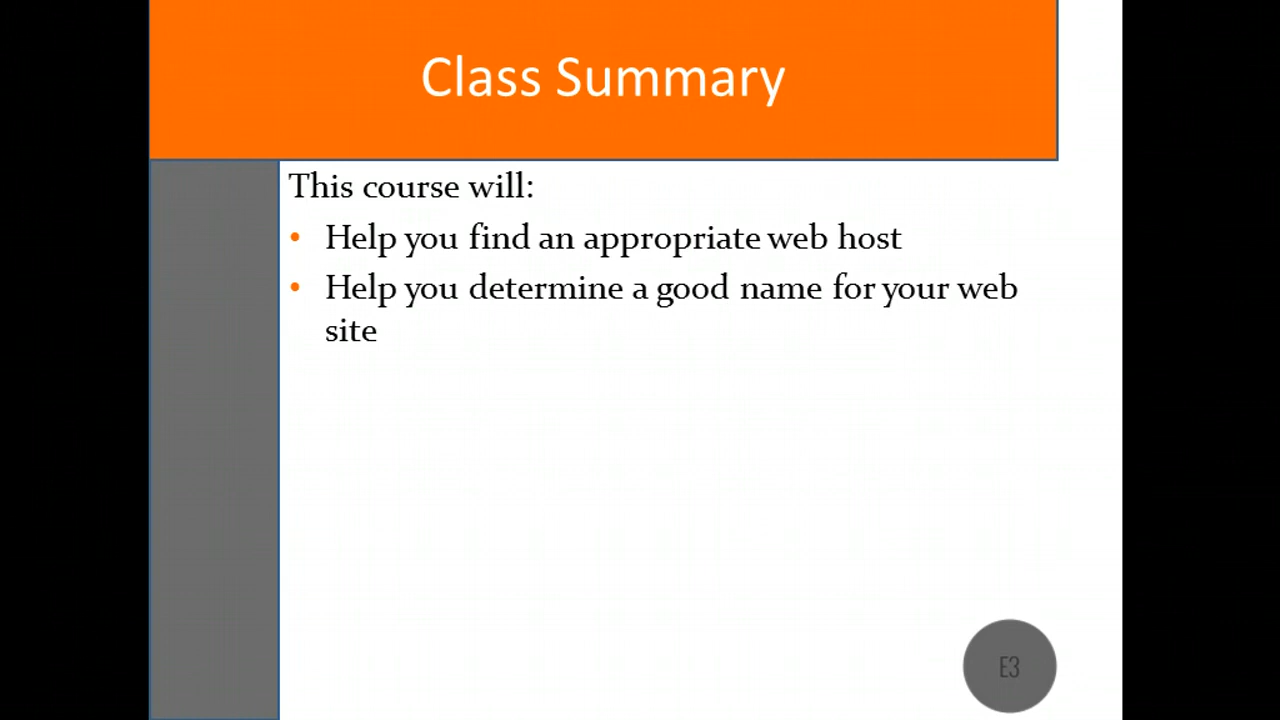 Class Summary
This course will:
• Help you find an appropriate web host
• Help you determine a good name for your web
site
E3